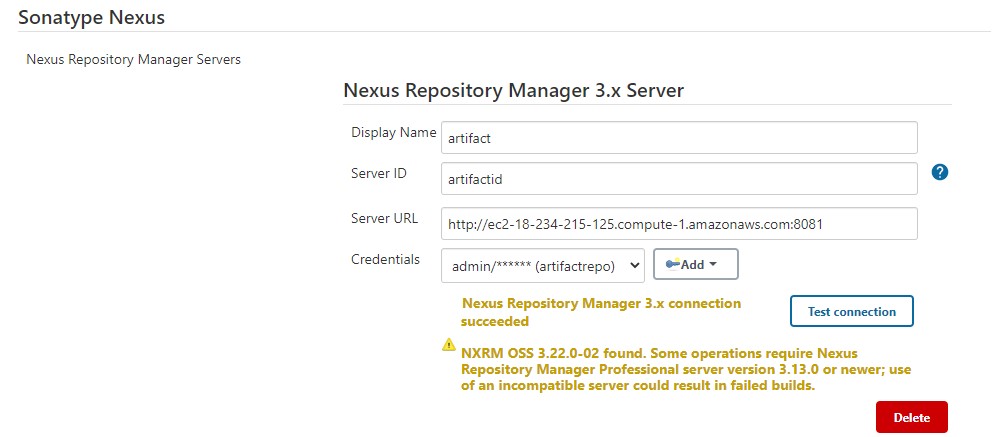 Sonatype Nexus
Nexus Repository Manager Servers
Nexus Repository Manager 3.x Server
Display Name
artifact
Server ID
artifactid
?
Server URL
http://ec2-18-234-215-125.compute-1.amazonaws.com:8081
Credentials
admin/****** (artifactrepo)
Add
Nexus Repository Manager 3.x connection
succeeded
Test connection
NXRM OSS 3.22.0-02 found. Some operations require Nexus
Repository Manager Professional server version 3.13.0 or newer; use
of an incompatible server could result in failed builds.
Delete